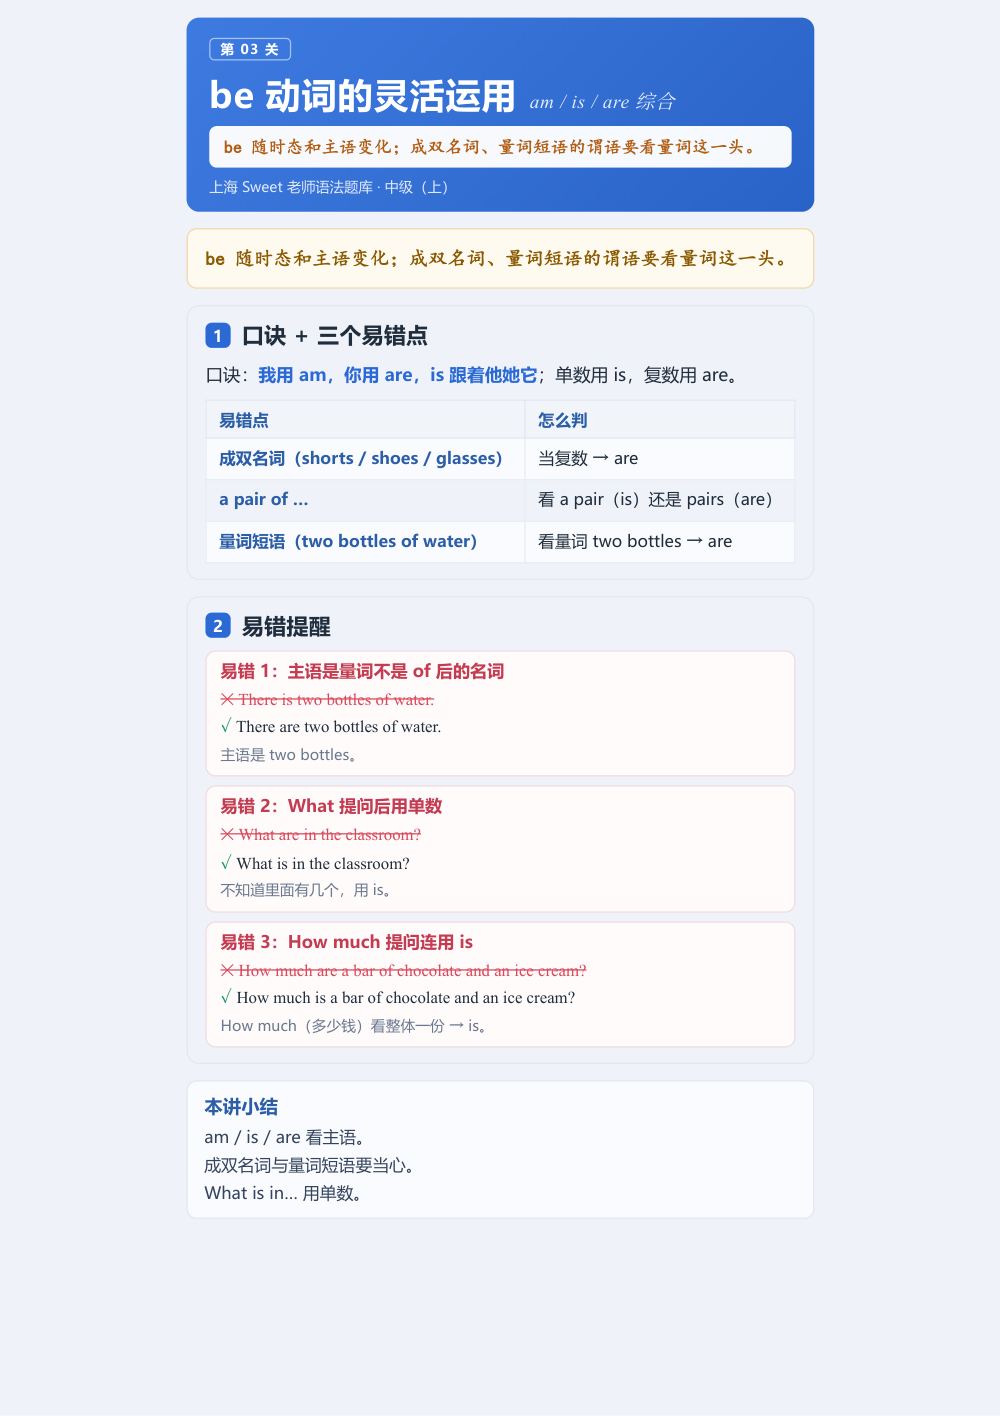 第 03 关
be 动词的灵活运用 am / is / are 综合
be 随时态和主语变化；成双名词、量词短语的谓语要看量词这一头。
上海 Sweet 老师语法题库 · 中级（上）
be 随时态和主语变化；成双名词、量词短语的谓语要看量词这一头。
1 口诀 + 三个易错点
口诀：我用 am，你用 are，is 跟着他她它；单数用 is，复数用 are。
易错点 怎么判
成双名词（shorts / shoes / glasses） 当复数 → are
a pair of … 看 a pair（is）还是 pairs（are）
量词短语（two bottles of water） 看量词 two bottles → are
2 易错提醒
易错 1：主语是量词不是 of 后的名词
× There is two bottles of water.
√ There are two bottles of water.
主语是 two bottles。
易错 2：What 提问后用单数
× What are in the classroom?
√ What is in the classroom?
不知道里面有几个，用 is。
易错 3：How much 提问连用 is
× How much are a bar of chocolate and an ice cream?
√ How much is a bar of chocolate and an ice cream?
How much（多少钱）看整体一份 → is。
本讲小结
am / is / are 看主语。
成双名词与量词短语要当心。
What is in… 用单数。